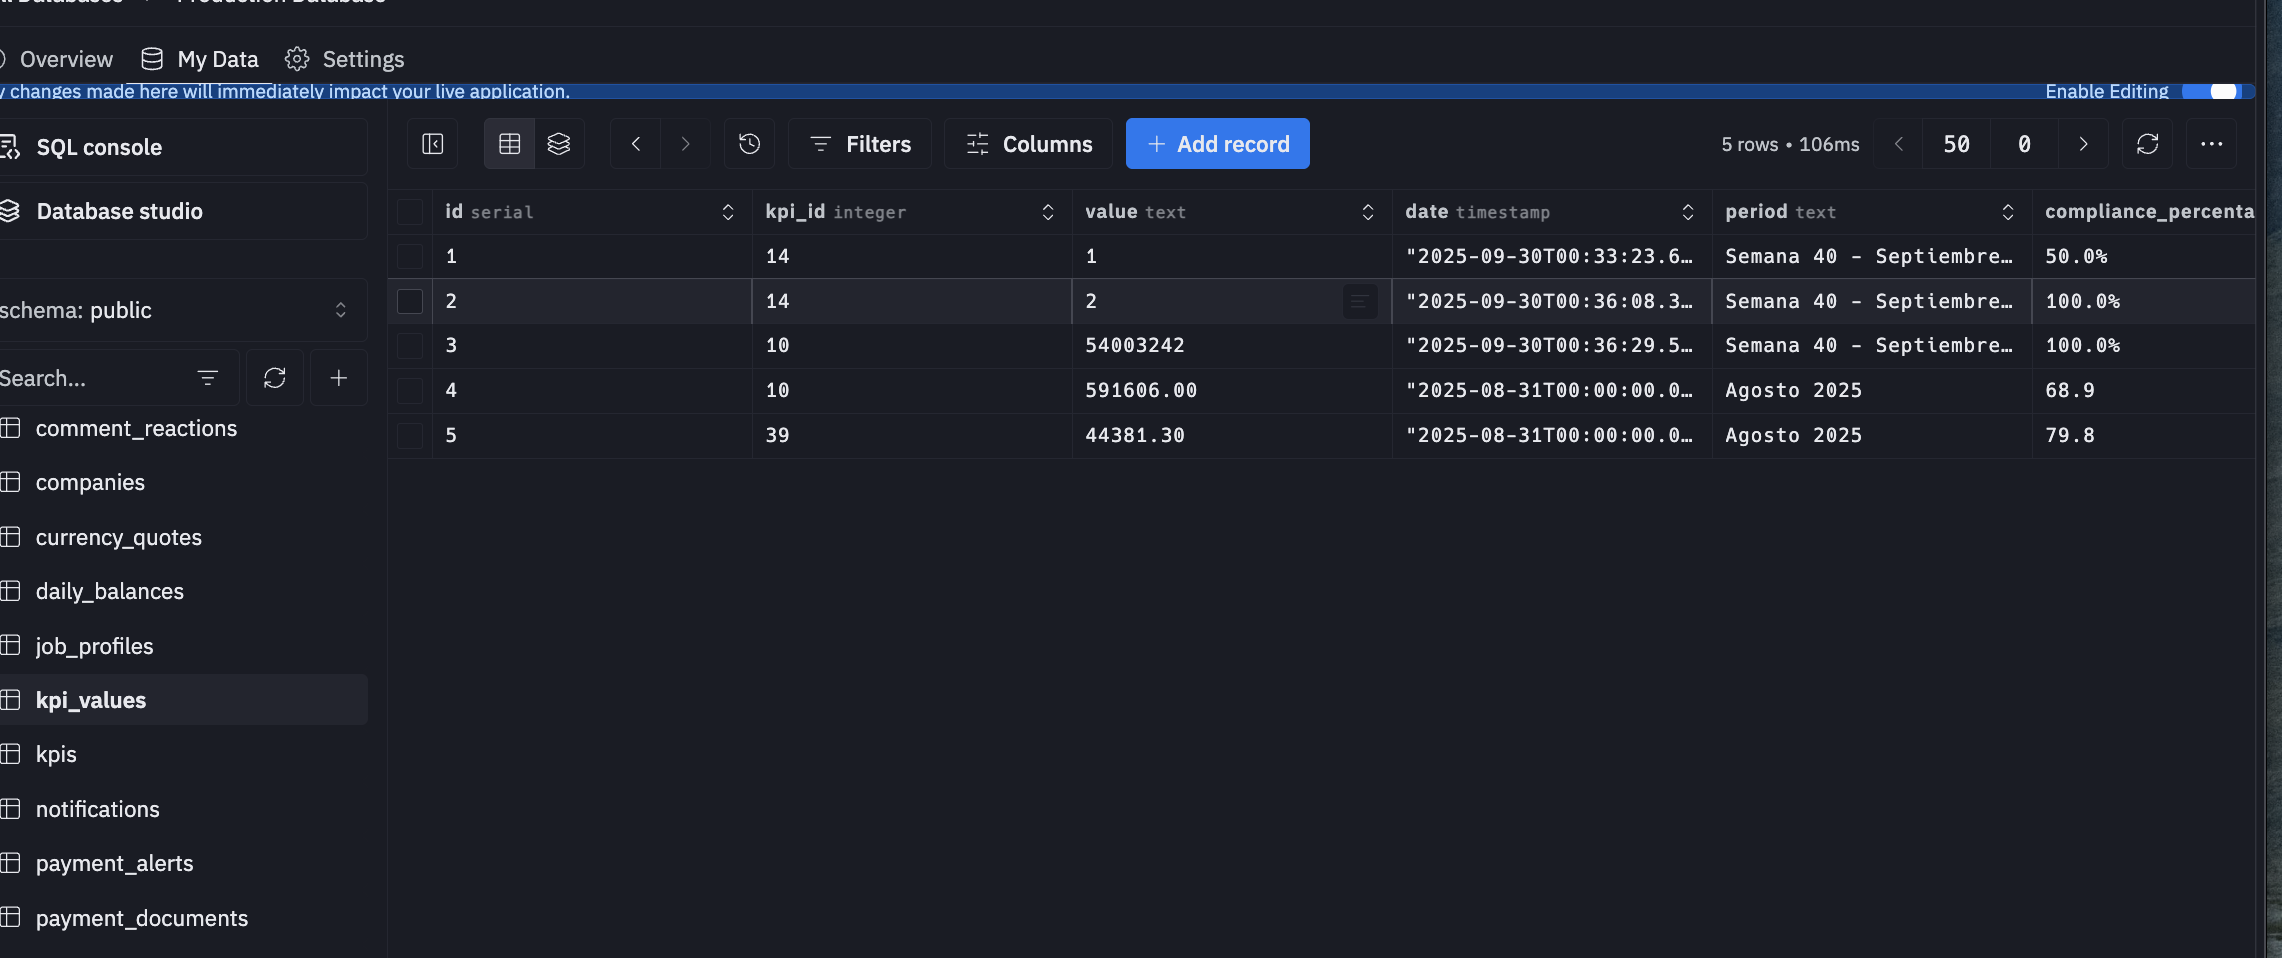 Production Database
Overview My Data Settings
changes made here will immediately impact your live application. Enable Editing
SQL console
Database studio
schema: public
Search...
comment_reactions
companies
currency_quotes
daily_balances
job_profiles
kpi_values
kpis
notifications
payment_alerts
payment_documents
Filters Columns + Add record 5 rows • 106ms 50 0
id serial kpi_id integer value text date timestamp period text compliance_percenta
1 14 1 "2025-09-30T00:33:23.6… Semana 40 - Septiembre… 50.0%
2 14 2 "2025-09-30T00:36:08.3… Semana 40 - Septiembre… 100.0%
3 10 54003242 "2025-09-30T00:36:29.5… Semana 40 - Septiembre… 100.0%
4 10 591606.00 "2025-08-31T00:00:00.0… Agosto 2025 68.9
5 39 44381.30 "2025-08-31T00:00:00.0… Agosto 2025 79.8